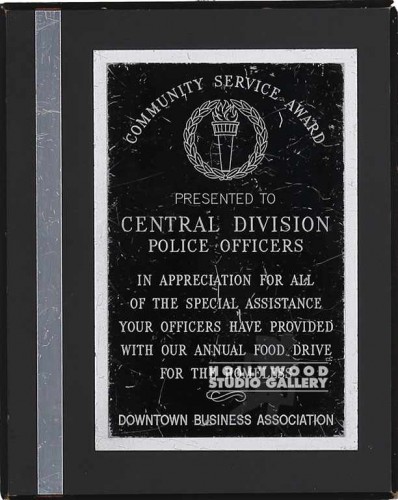 COMMUNITY SERVICE AWARD
PRESENTED TO
CENTRAL DIVISION
POLICE OFFICERS
IN APPRECIATION FOR ALL
OF THE SPECIAL ASSISTANCE
YOUR OFFICERS HAVE PROVIDED
WITH OUR ANNUAL FOOD DRIVE
FOR THE HOMELESS
HOLLYWOOD
STUDIO GALLERY
DOWNTOWN BUSINESS ASSOCIATION